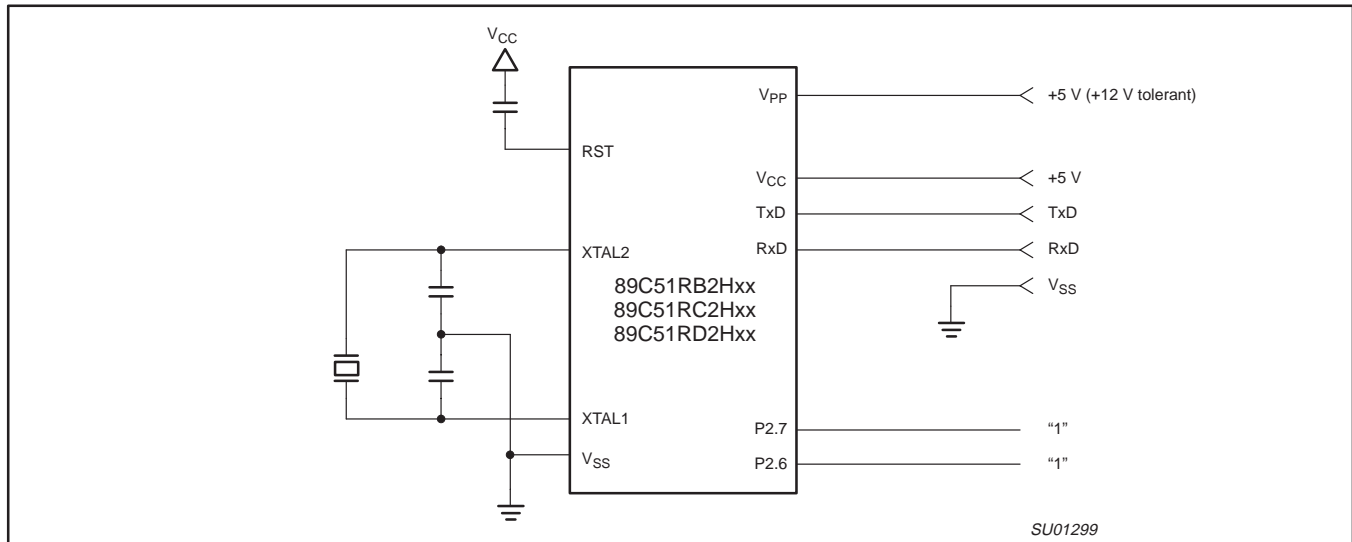 VCC
RST
XTAL2
XTAL1
VSS
89C51RB2Hxx
89C51RC2Hxx
89C51RD2Hxx
VPP
VCC
TxD
RxD
P2.7
P2.6
+5 V (+12 V tolerant)
+5 V
TxD
RxD
VSS
“1”
“1”
SU01299